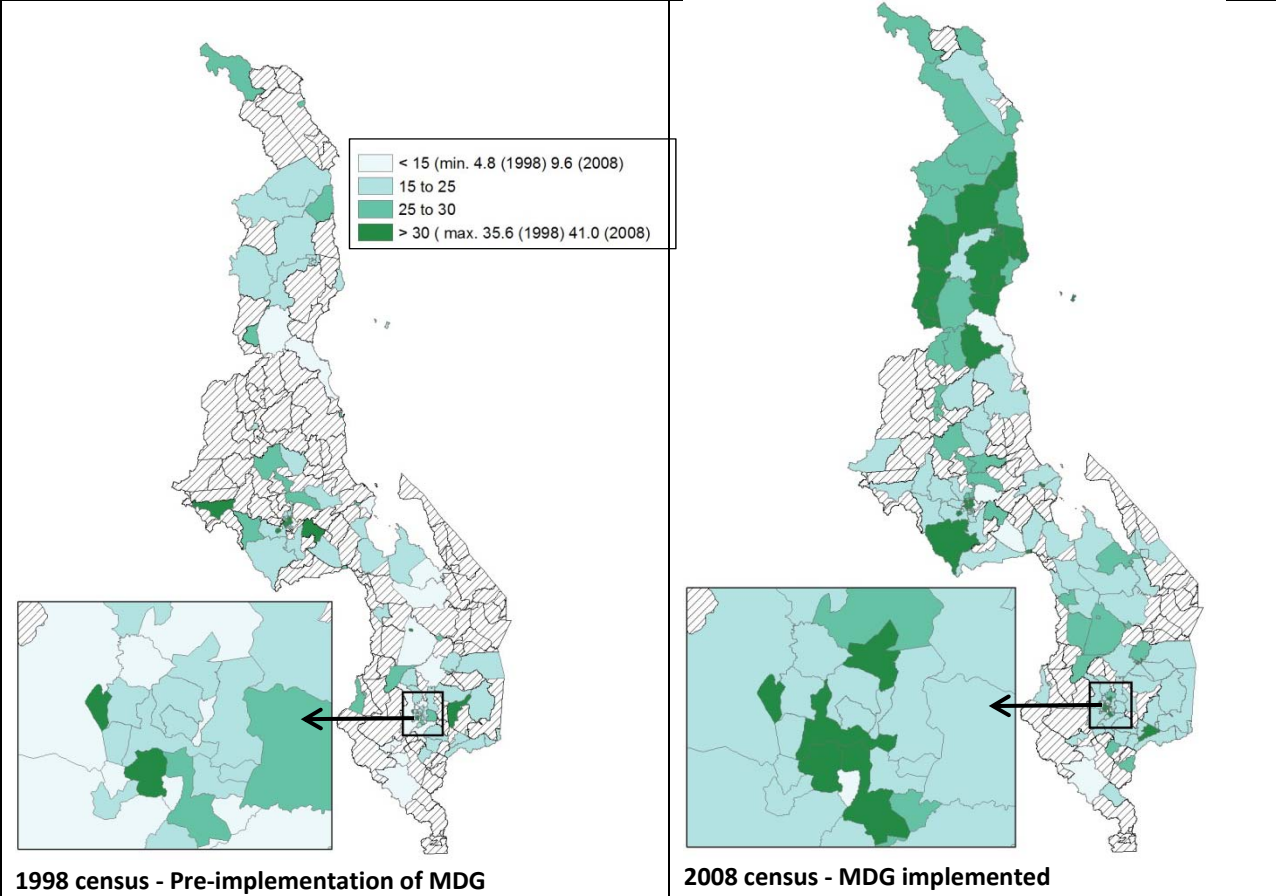 < 15 (min. 4.8 (1998) 9.6 (2008)
15 to 25
25 to 30
> 30 ( max. 35.6 (1998) 41.0 (2008)
1998 census - Pre-implementation of MDG
2008 census - MDG implemented